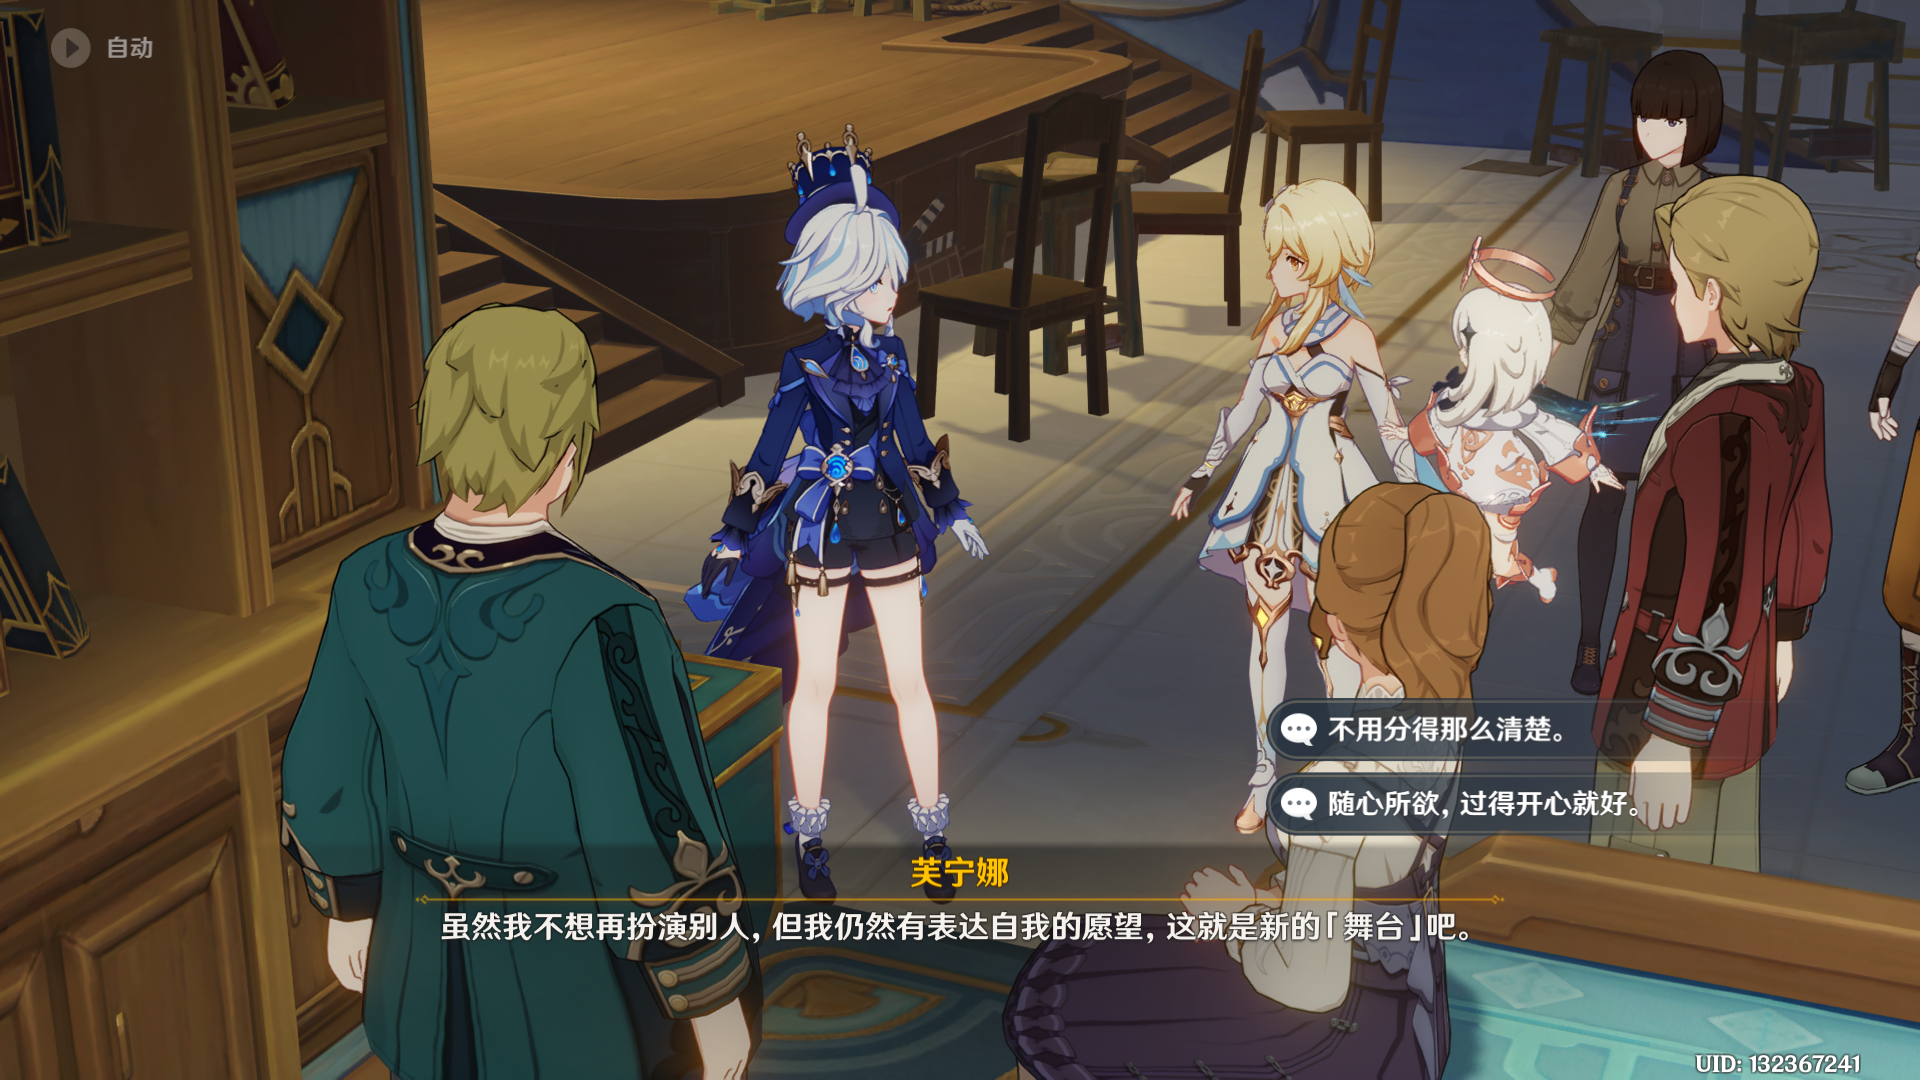 自动
不用分得那么清楚。
随心所欲,过得开心就好。
芙宁娜
虽然我不想再扮演别人,但我仍然有表达自我的愿望,这就是新的「舞台」吧。
UID: 132367241